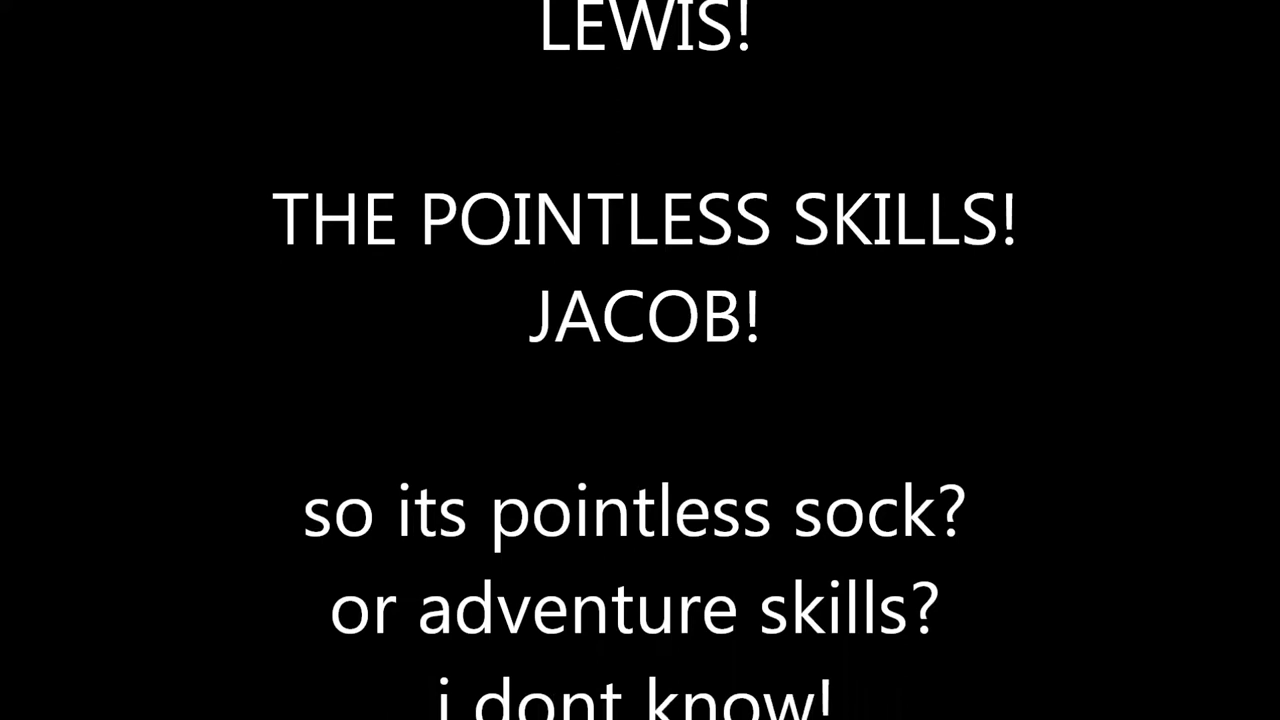 LEWIS!
THE POINTLESS SKILLS!
JACOB!
so its pointless sock?
or adventure skills?
i dont know!